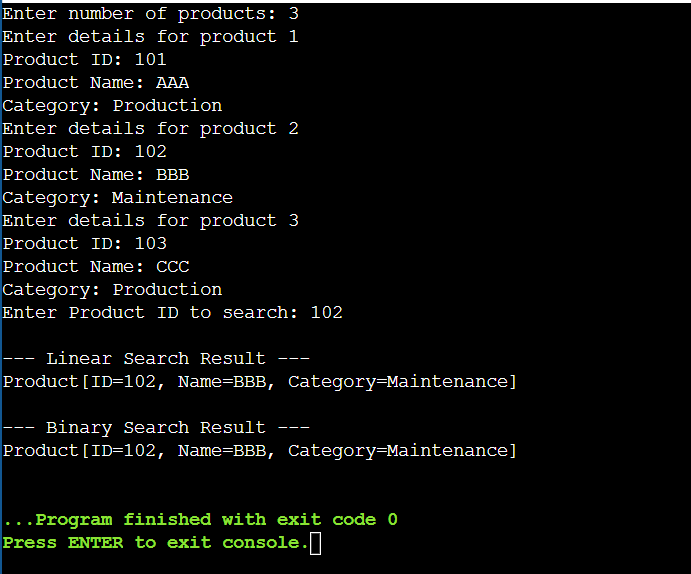 Enter number of products: 3
Enter details for product 1
Product ID: 101
Product Name: AAA
Category: Production
Enter details for product 2
Product ID: 102
Product Name: BBB
Category: Maintenance
Enter details for product 3
Product ID: 103
Product Name: CCC
Category: Production
Enter Product ID to search: 102
--- Linear Search Result ---
Product[ID=102, Name=BBB, Category=Maintenance]
--- Binary Search Result ---
Product[ID=102, Name=BBB, Category=Maintenance]
...Program finished with exit code 0
Press ENTER to exit console.